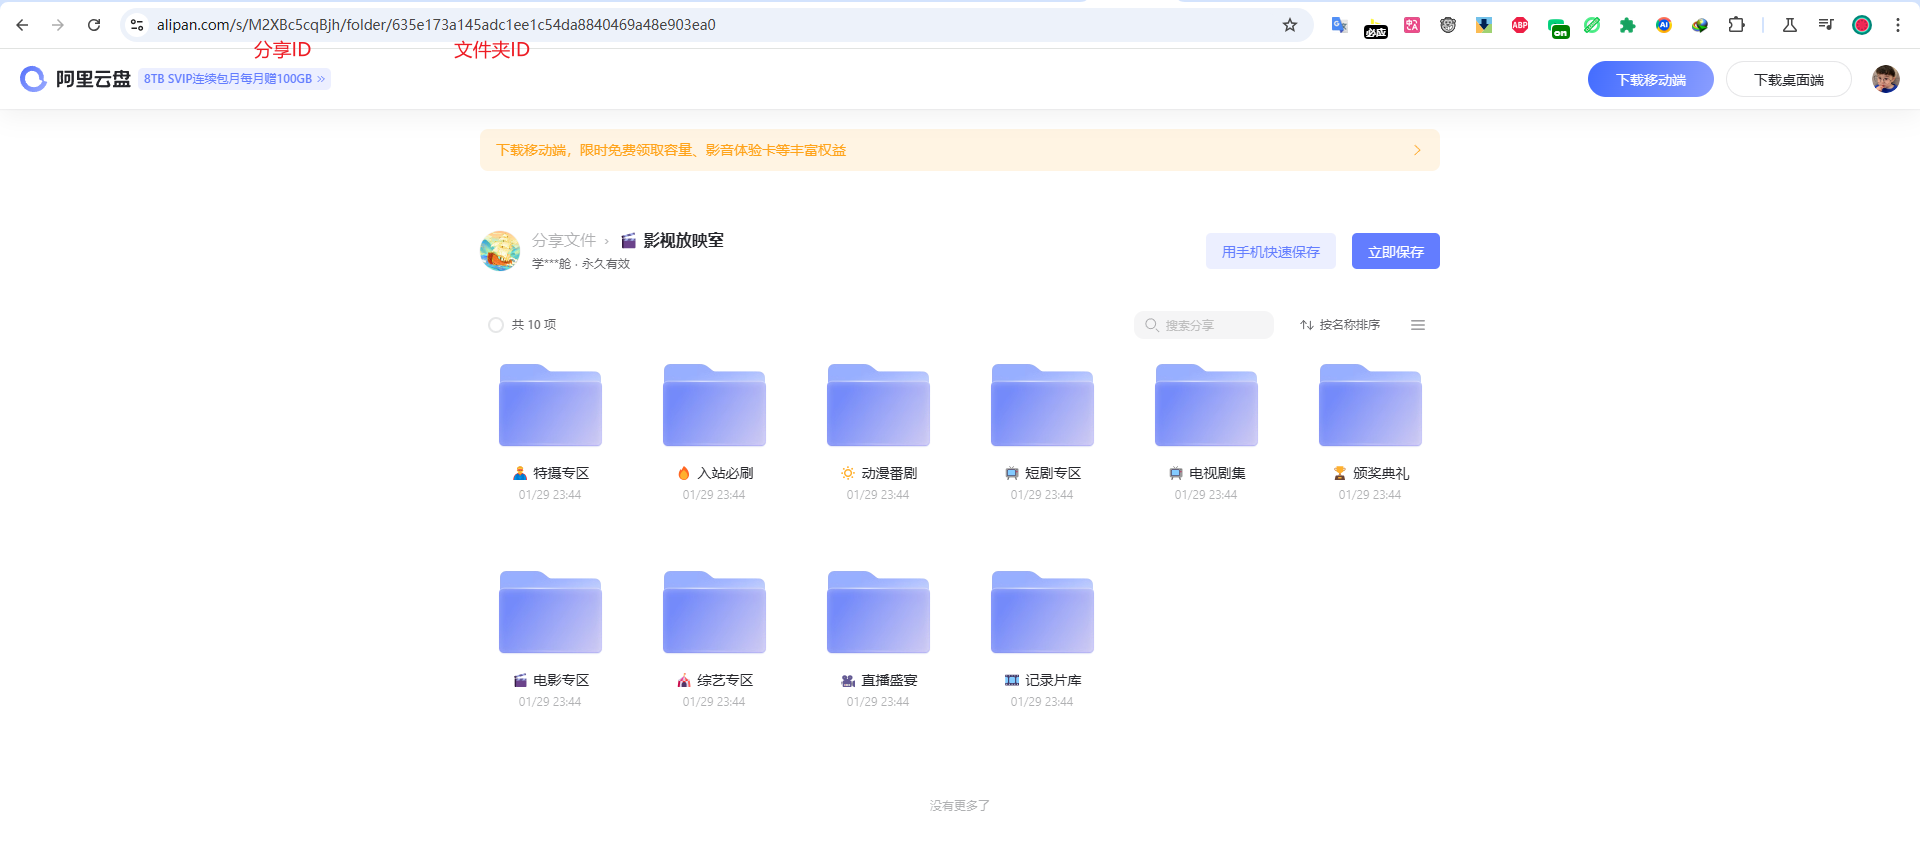 alipan.com/s/M2XBc5cqBjh/folder/635e173a145adc1ee1c54da8840469a48e903ea0
必应
ABP
on
AI
分享ID 文件夹ID
阿里云盘 8TB SVIP连续包月每月赠100GB »
下载移动端 下载桌面端
下载移动端，限时免费领取容量、影音体验卡等丰富权益
分享文件 › 影视放映室
学***舱 · 永久有效
用手机快速保存 立即保存
共 10 项
搜索分享
按名称排序
特摄专区 入站必刷 动漫番剧 短剧专区 电视剧集 颁奖典礼
01/29 23:44 01/29 23:44 01/29 23:44 01/29 23:44 01/29 23:44 01/29 23:44
电影专区 综艺专区 直播盛宴 记录片库
01/29 23:44 01/29 23:44 01/29 23:44 01/29 23:44
没有更多了